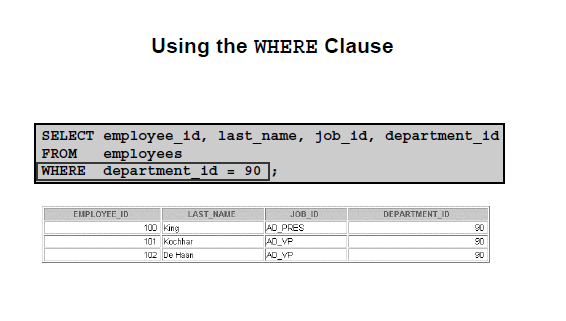 Using the WHERE Clause
SELECT employee_id, last_name, job_id, department_id
FROM employees
WHERE department_id = 90 ;
EMPLOYEE_ID LAST_NAME JOB_ID DEPARTMENT_ID
100 King AD_PRES 90
101 Kochhar AD_VP 90
102 De Haan AD_VP 90